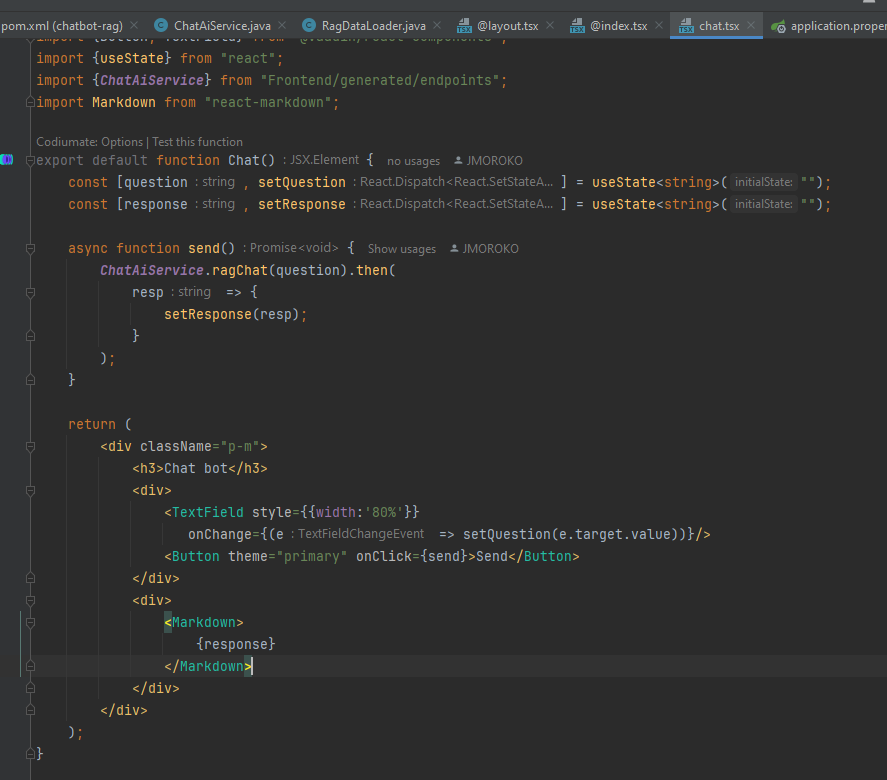 pom.xml (chatbot-rag) ChatAiService.java RagDataLoader.java @layout.tsx @index.tsx chat.tsx application.proper
import {Button, TextField} from "@vaadin/react-components";
import {useState} from "react";
import {ChatAiService} from "Frontend/generated/endpoints";
import Markdown from "react-markdown";
Codiumate: Options | Test this function
export default function Chat() : JSX.Element { no usages JMOROKO
const [question : string , setQuestion : React.Dispatch<React.SetStateA... ] = useState<string>( initialState: "");
const [response : string , setResponse : React.Dispatch<React.SetStateA... ] = useState<string>( initialState: "");
async function send() : Promise<void> { Show usages JMOROKO
ChatAiService.ragChat(question).then(
resp : string => {
setResponse(resp);
}
);
}
return (
<div className="p-m">
<h3>Chat bot</h3>
<div>
<TextField style={{width:'80%'}}
onChange={(e : TextFieldChangeEvent => setQuestion(e.target.value))}/>
<Button theme="primary" onClick={send}>Send</Button>
</div>
<div>
<Markdown>
{response}
</Markdown>
</div>
</div>
);
}